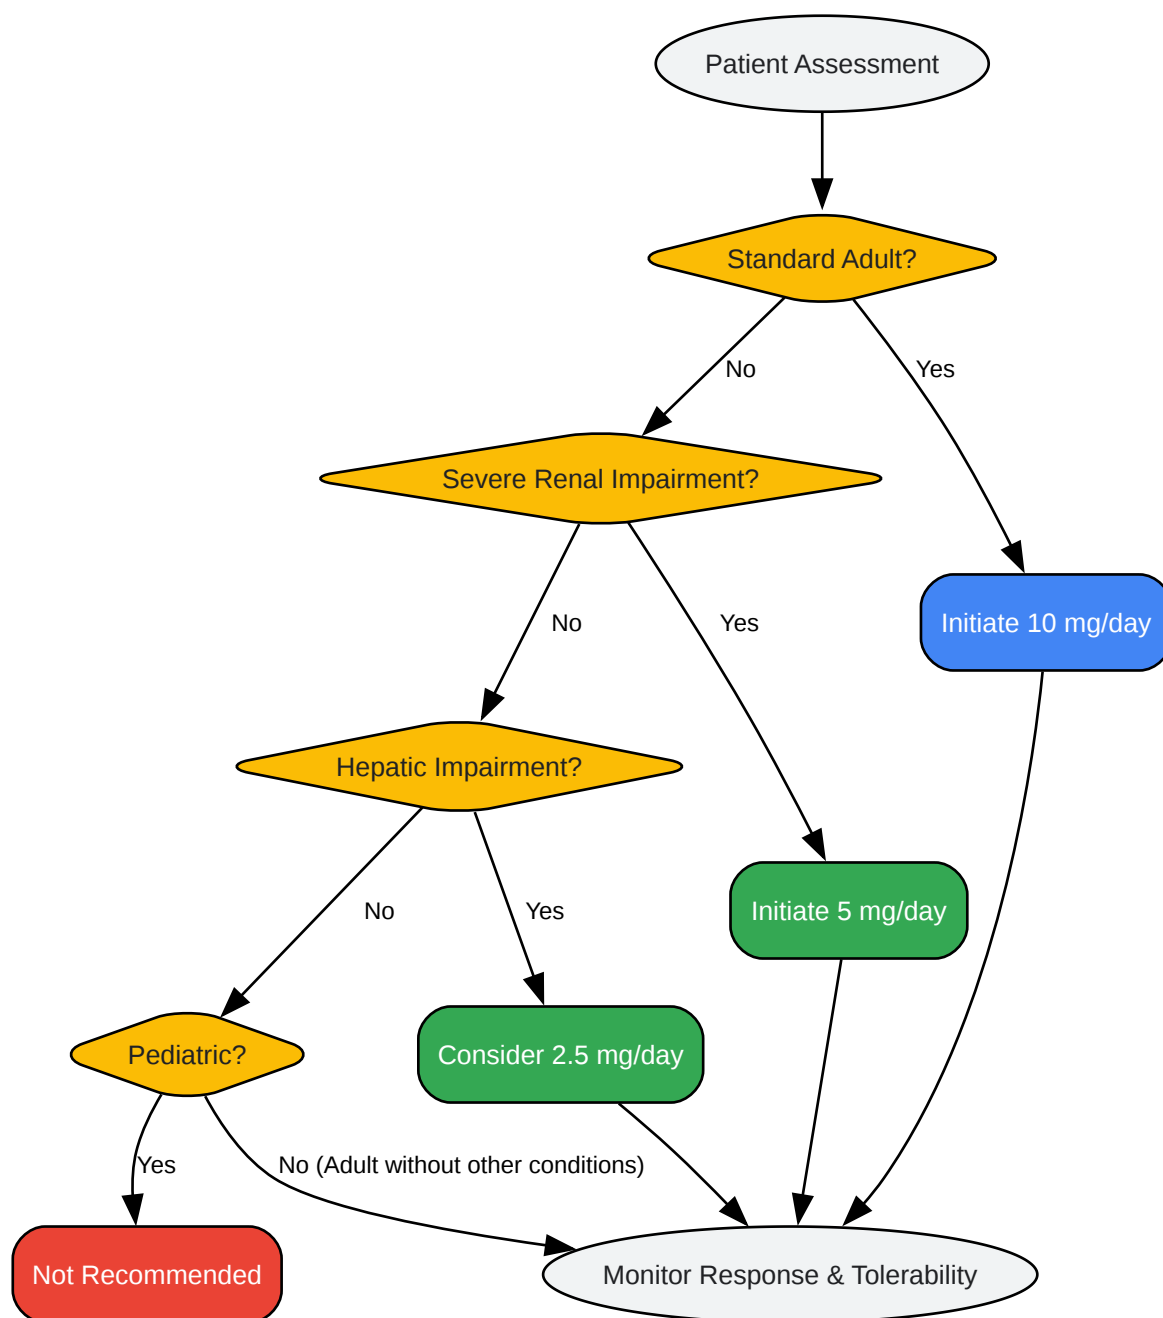 Patient Assessment
Standard Adult?
No
Yes
Severe Renal Impairment?
No
Yes
Initiate 10 mg/day
Hepatic Impairment?
No
Yes
Initiate 5 mg/day
Pediatric?
Consider 2.5 mg/day
Yes
No (Adult without other conditions)
Not Recommended
Monitor Response & Tolerability